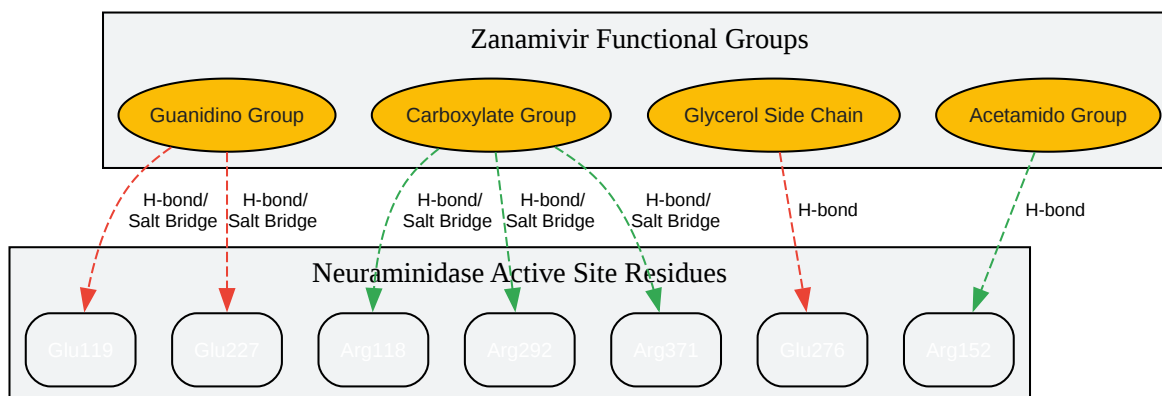 Zanamivir Functional Groups
Guanidino Group
Carboxylate Group
Glycerol Side Chain
Acetamido Group
H-bond/
Salt Bridge
H-bond/
Salt Bridge
H-bond/
Salt Bridge
H-bond/
Salt Bridge
H-bond/
Salt Bridge
H-bond
H-bond
Neuraminidase Active Site Residues
Glu119
Glu227
Arg118
Arg292
Arg371
Glu276
Arg152